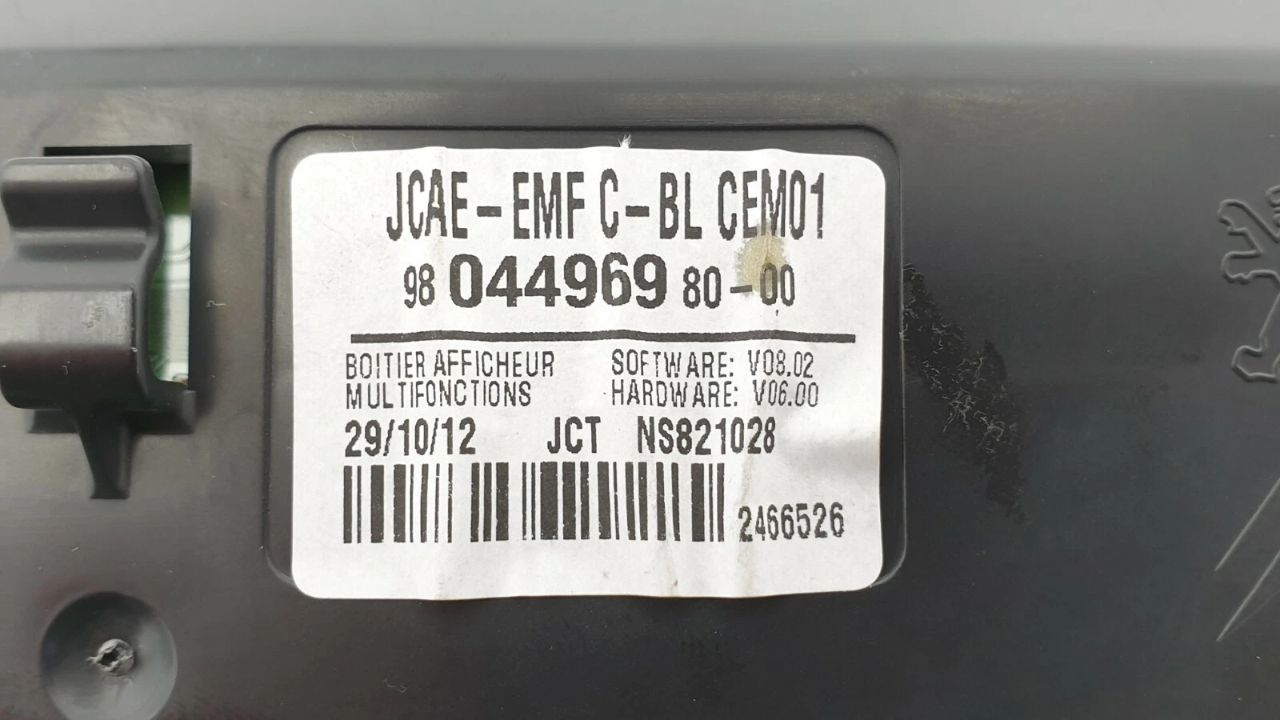 JCAE-EMF C-BL CEM01
98 044969 80-00
BOITIER AFFICHEUR SOFTWARE: V08.02
MULTIFONCTIONS HARDWARE: V06.00
29/10/12 JCT NS821028
2466526